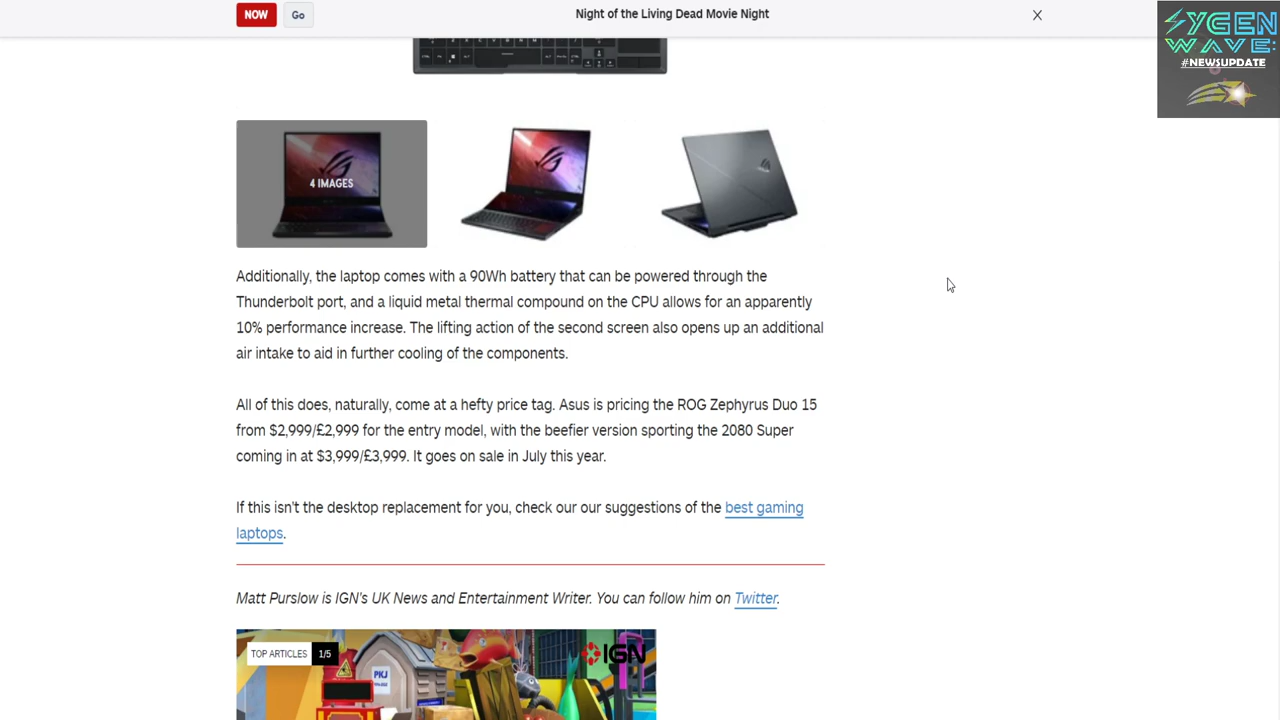 NOW
Go
Night of the Living Dead Movie Night
SYGEN
WAVE:
#NEWSUPDATE
4 IMAGES
Additionally, the laptop comes with a 90Wh battery that can be powered through the
Thunderbolt port, and a liquid metal thermal compound on the CPU allows for an apparently
10% performance increase. The lifting action of the second screen also opens up an additional
air intake to aid in further cooling of the components.
All of this does, naturally, come at a hefty price tag. Asus is pricing the ROG Zephyrus Duo 15
from $2,999/£2,999 for the entry model, with the beefier version sporting the 2080 Super
coming in at $3,999/£3,999. It goes on sale in July this year.
If this isn't the desktop replacement for you, check our our suggestions of the best gaming
laptops.
Matt Purslow is IGN's UK News and Entertainment Writer. You can follow him on Twitter.
TOP ARTICLES 1/5
IGN
PKJ